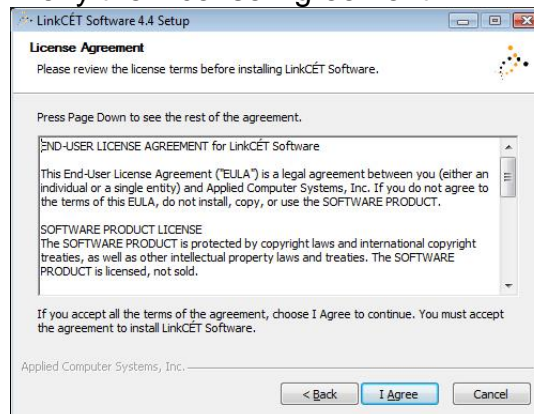 LinkCÉT Software 4.4 Setup
License Agreement
Please review the license terms before installing LinkCÉT Software.
Press Page Down to see the rest of the agreement.
END-USER LICENSE AGREEMENT for LinkCÉT Software
This End-User License Agreement ("EULA") is a legal agreement between you (either an
individual or a single entity) and Applied Computer Systems, Inc. If you do not agree to
the terms of this EULA, do not install, copy, or use the SOFTWARE PRODUCT.
SOFTWARE PRODUCT LICENSE
The SOFTWARE PRODUCT is protected by copyright laws and international copyright
treaties, as well as other intellectual property laws and treaties. The SOFTWARE
PRODUCT is licensed, not sold.
If you accept all the terms of the agreement, choose I Agree to continue. You must accept
the agreement to install LinkCÉT Software.
Applied Computer Systems, Inc.
< Back
I Agree
Cancel